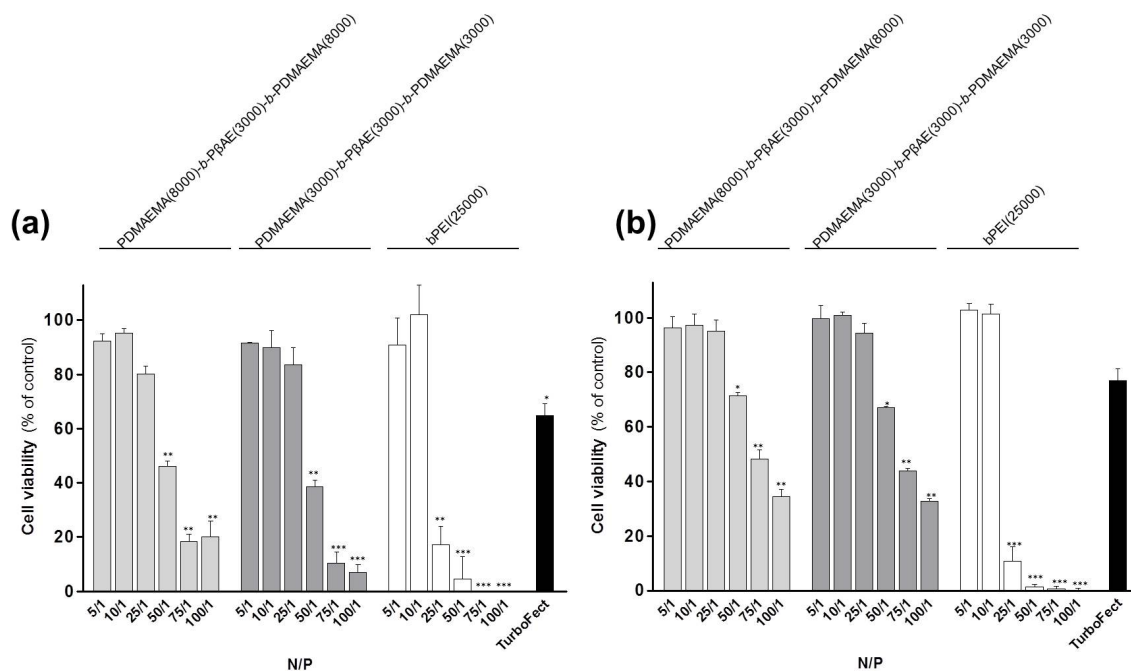 (a)
PDMAEMA(8000)-b-PβAE(3000)-b-PDMAEMA(8000)
PDMAEMA(3000)-b-PβAE(3000)-b-PDMAEMA(3000)
bPEI(25000)
Cell viability (% of control)
100
80
60
40
20
0
** ** ** ** *** *** ** *** *** *** *
5/1 10/1 25/1 50/1 75/1 100/1 5/1 10/1 25/1 50/1 75/1 100/1 5/1 10/1 25/1 50/1 75/1 100/1 TurboFect
N/P
(b)
PDMAEMA(8000)-b-PβAE(3000)-b-PDMAEMA(8000)
PDMAEMA(3000)-b-PβAE(3000)-b-PDMAEMA(3000)
bPEI(25000)
Cell viability (% of control)
100
80
60
40
20
0
* ** ** * ** ** *** *** *** ***
5/1 10/1 25/1 50/1 75/1 100/1 5/1 10/1 25/1 50/1 75/1 100/1 5/1 10/1 25/1 50/1 75/1 100/1 TurboFect
N/P